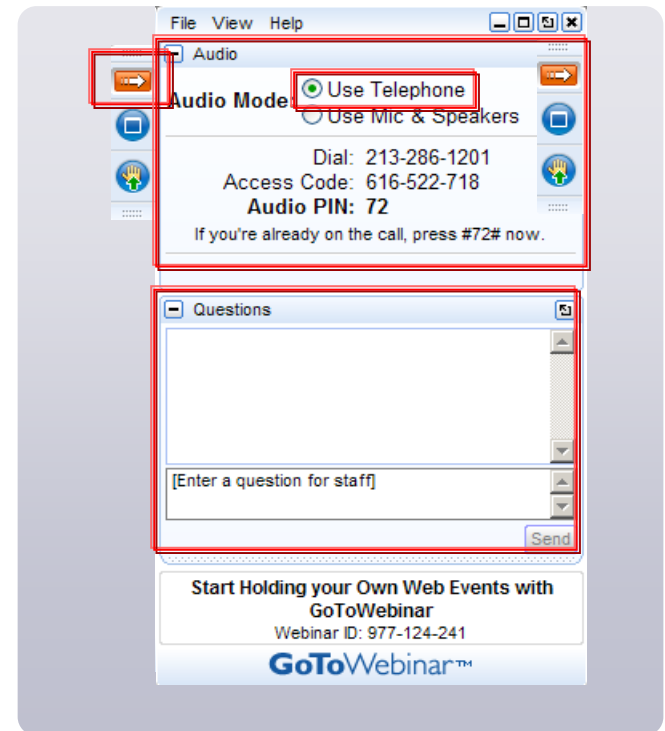 File View Help
Audio
Audio Mode: Use Telephone
Use Mic & Speakers
Dial: 213-286-1201
Access Code: 616-522-718
Audio PIN: 72
If you're already on the call, press #72# now.
Questions
[Enter a question for staff]
Send
Start Holding your Own Web Events with
GoToWebinar
Webinar ID: 977-124-241
GoToWebinar™